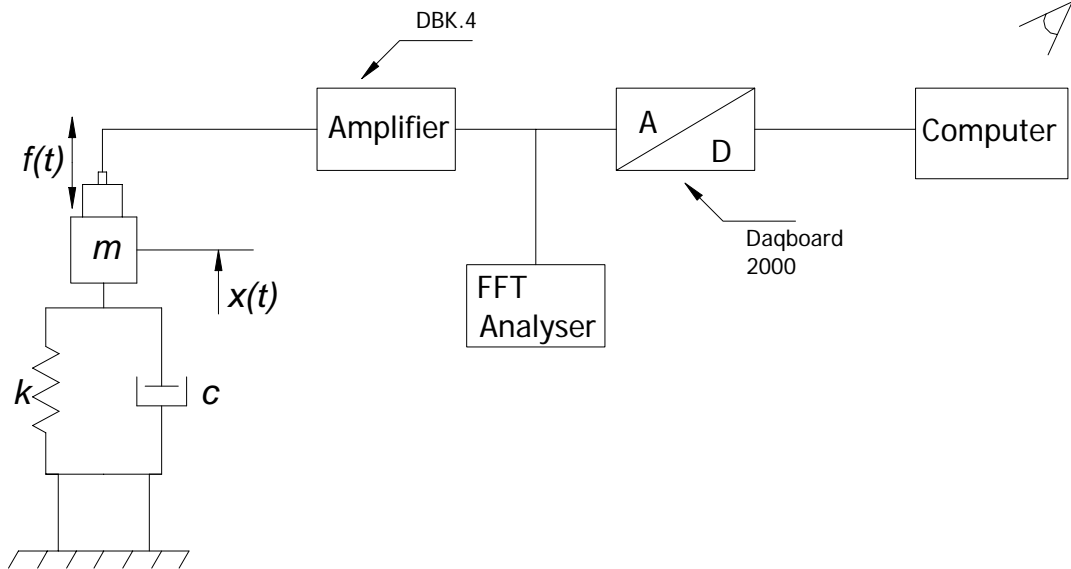 DBK.4
Amplifier
A
D
Computer
f(t)
m
x(t)
Daqboard
2000
FFT
Analyser
k
c